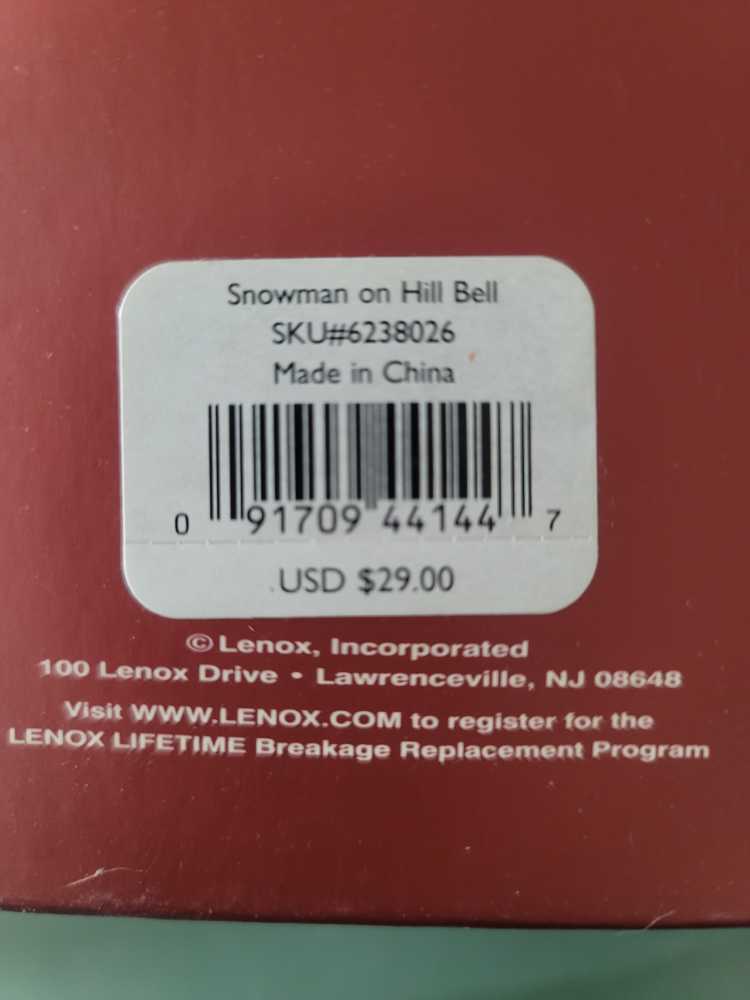 Snowman on Hill Bell
SKU#6238026
Made in China
0 91709 44144 7
USD $29.00
© Lenox, Incorporated
100 Lenox Drive • Lawrenceville, NJ 08648
Visit WWW.LENOX.COM to register for the
LENOX LIFETIME Breakage Replacement Program